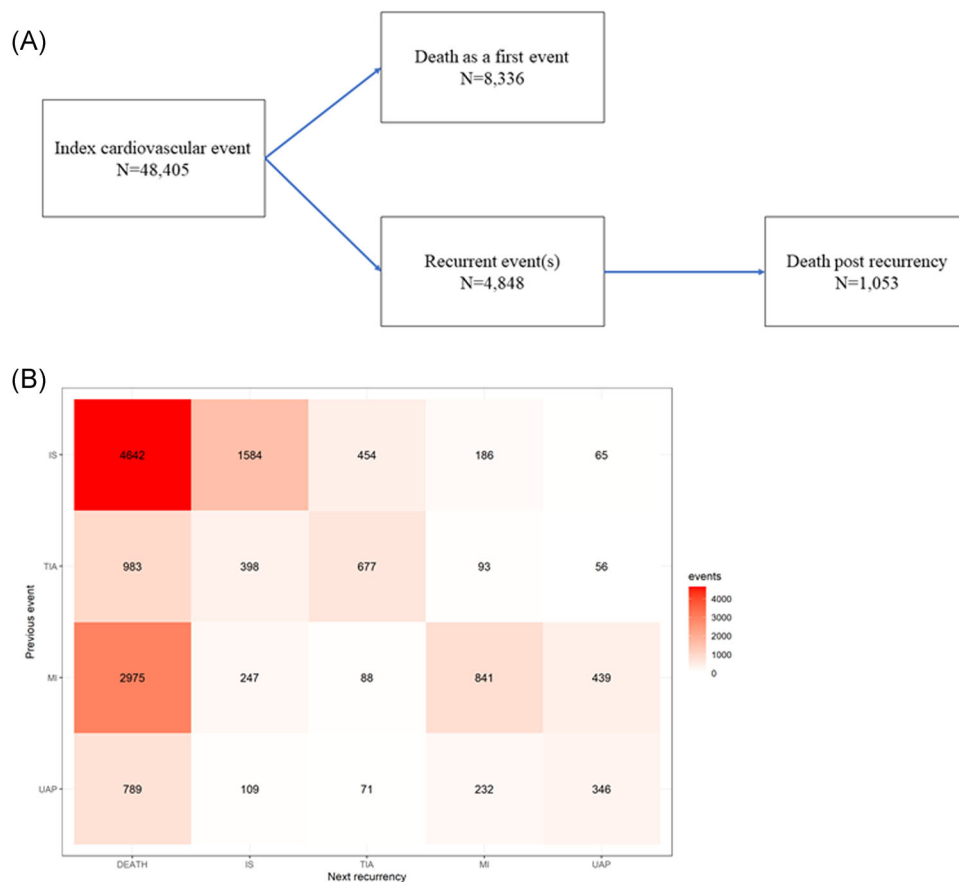 (A)
Death as a first event
N=8,336
Index cardiovascular event
N=48,405
Recurrent event(s)
N=4,848
Death post recurrency
N=1,053
(B)
IS
4642 1584 454 186 65
TIA
983 398 677 93 56
MI
2975 247 88 841 439
UAP
789 109 71 232 346
Previous event
DEATH IS TIA MI UAP
Next recurrency
events
4000
3000
2000
1000
0